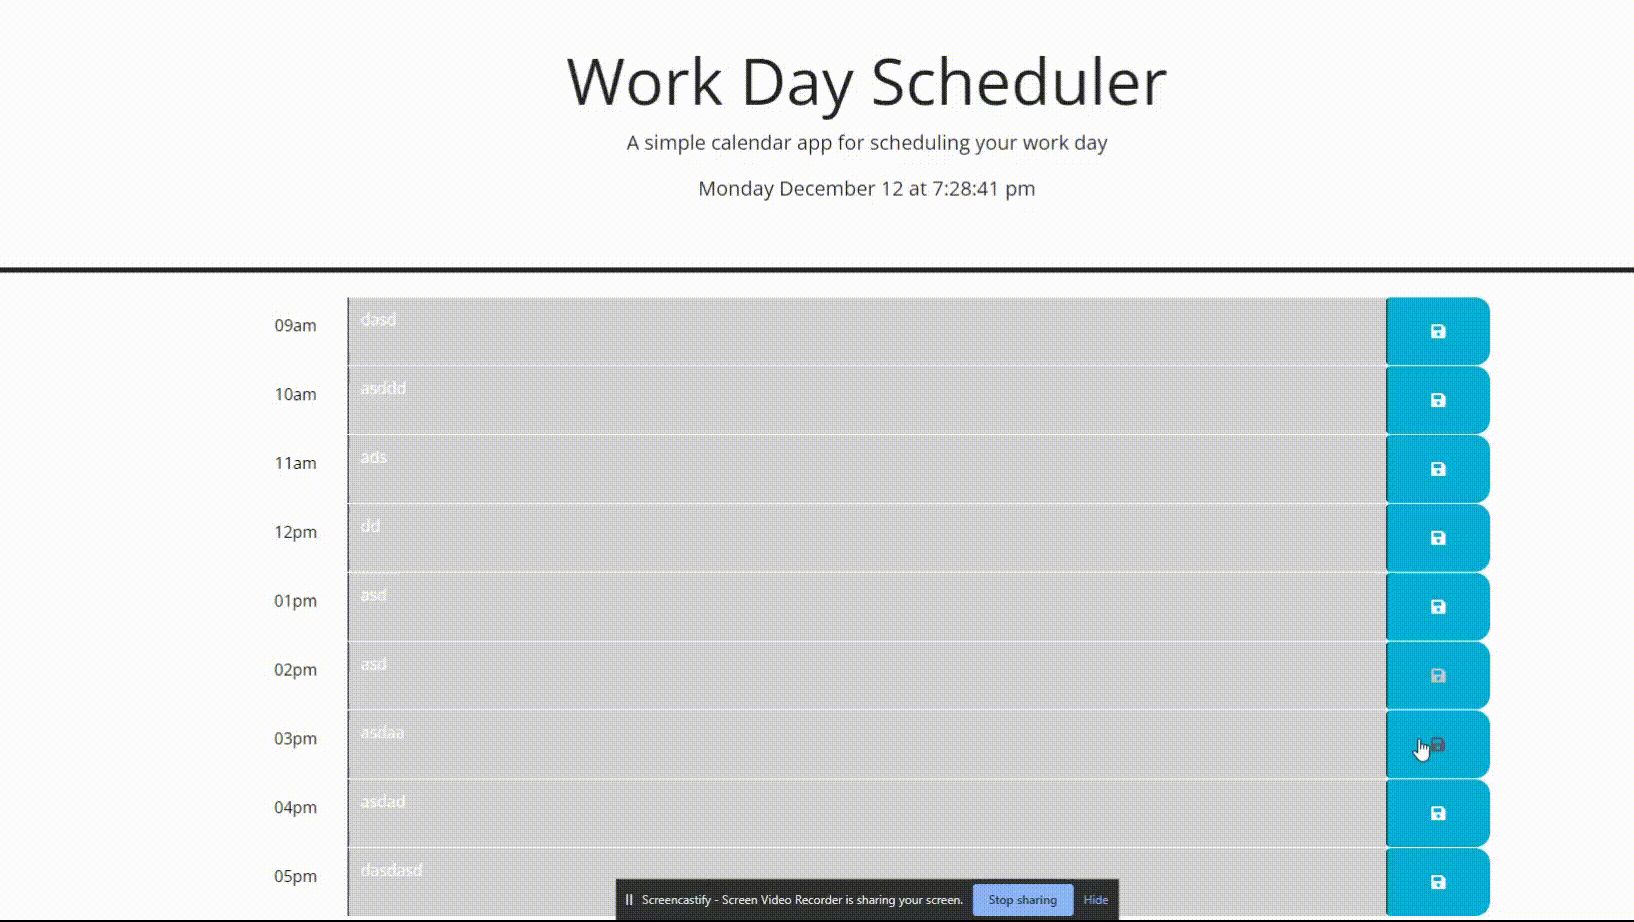 Work Day Scheduler
A simple calendar app for scheduling your work day
Monday December 12 at 7:28:41 pm
09am dasd
10am asddd
11am ads
12pm dd
01pm asd
02pm asd
03pm asdaa
04pm asdad
05pm dasdasd
Screencastify - Screen Video Recorder is sharing your screen. Stop sharing Hide